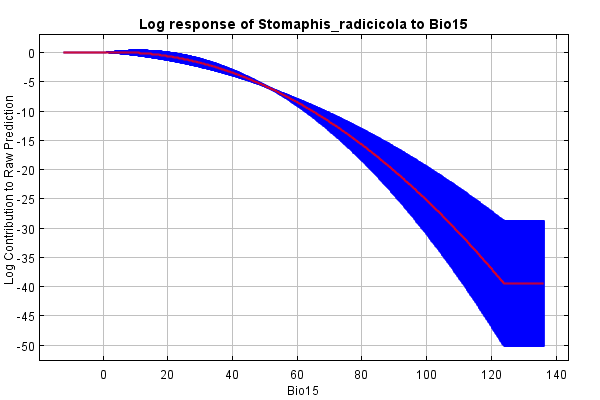 Log response of Stomaphis_radicicola to Bio15
Log Contribution to Raw Prediction
0
-5
-10
-15
-20
-25
-30
-35
-40
-45
-50
0 20 40 60 80 100 120 140
Bio15